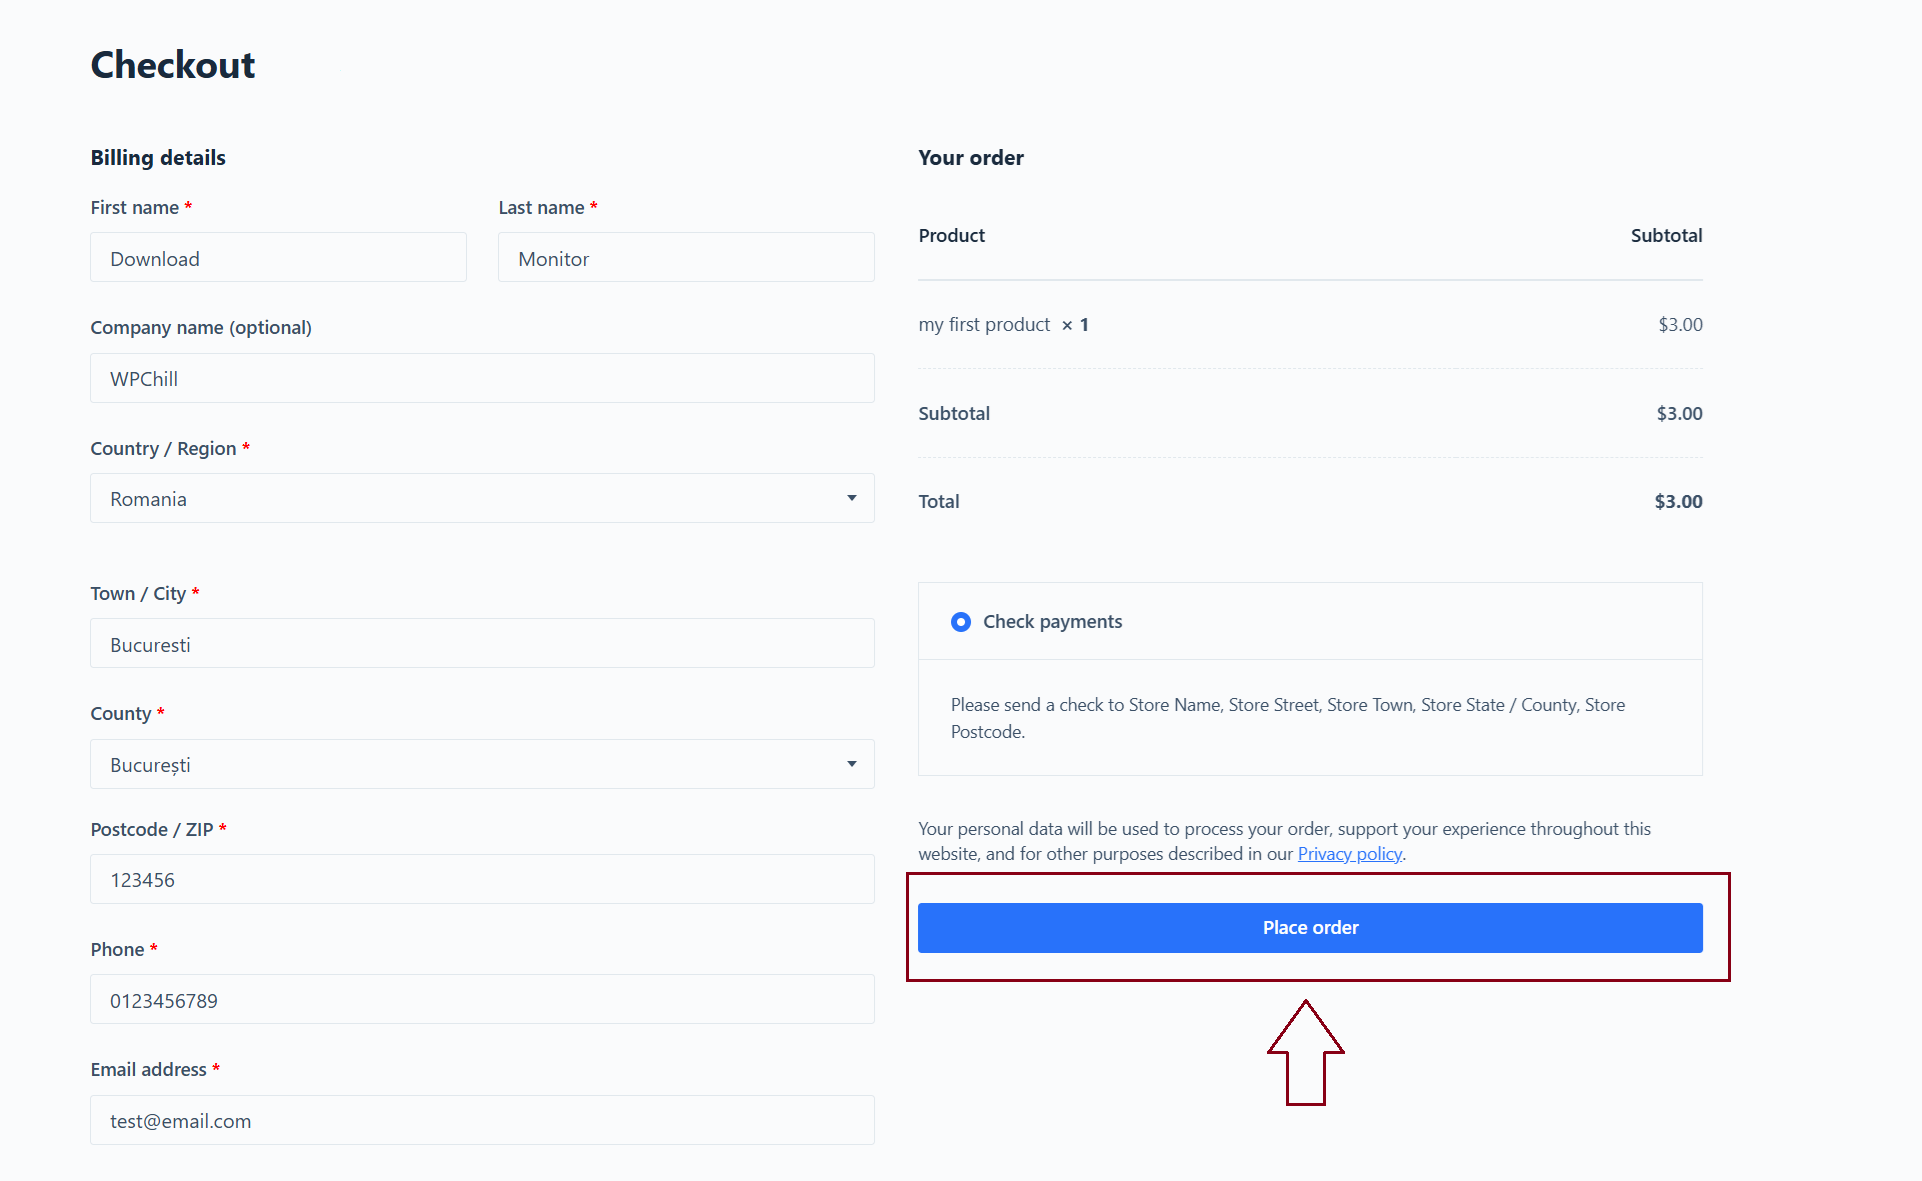 Checkout
Billing details
First name *
Last name *
Download
Monitor
Company name (optional)
WPChill
Country / Region *
Romania
Town / City *
Bucuresti
County *
București
Postcode / ZIP *
123456
Phone *
0123456789
Email address *
test@email.com
Your order
Product Subtotal
my first product × 1 $3.00
Subtotal $3.00
Total $3.00
Check payments
Please send a check to Store Name, Store Street, Store Town, Store State / County, Store
Postcode.
Your personal data will be used to process your order, support your experience throughout this
website, and for other purposes described in our Privacy policy.
Place order